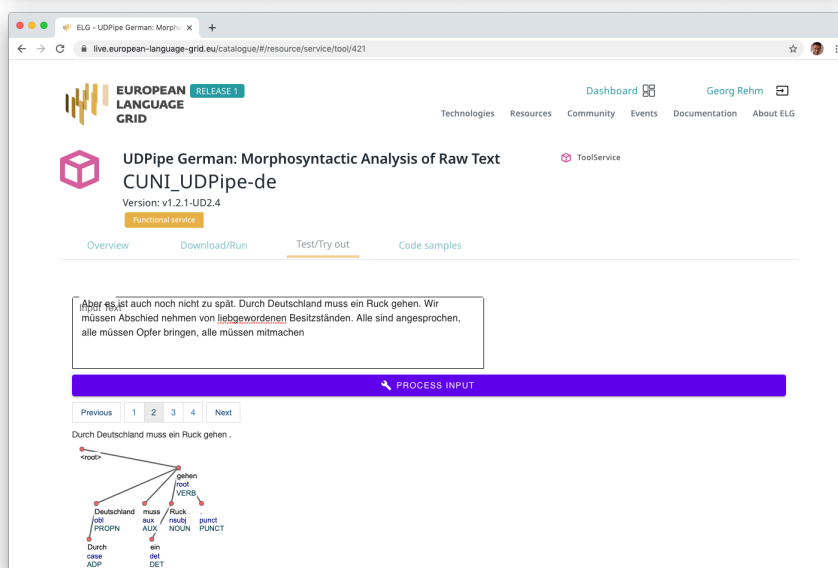 ELG - UDPipe German: Morpho
live.european-language-grid.eu/catalogue/#/resource/service/tool/421
EUROPEAN LANGUAGE GRID
RELEASE 1
Dashboard Georg Rehm
Technologies Resources Community Events Documentation About ELG
UDPipe German: Morphosyntactic Analysis of Raw Text
ToolService
CUNI_UDPipe-de
Version: v1.2.1-UD2.4
Functional service
Overview Download/Run Test/Try out Code samples
Input Text
Aber es ist auch noch nicht zu spät. Durch Deutschland muss ein Ruck gehen. Wir
müssen Abschied nehmen von liebgewordenen Besitzständen. Alle sind angesprochen,
alle müssen Opfer bringen, alle müssen mitmachen
PROCESS INPUT
Previous 1 2 3 4 Next
Durch Deutschland muss ein Ruck gehen .
<root>
gehen
root
VERB
Deutschland muss Ruck .
obl aux nsubj punct
PROPN AUX NOUN PUNCT
Durch ein
case det
ADP DET